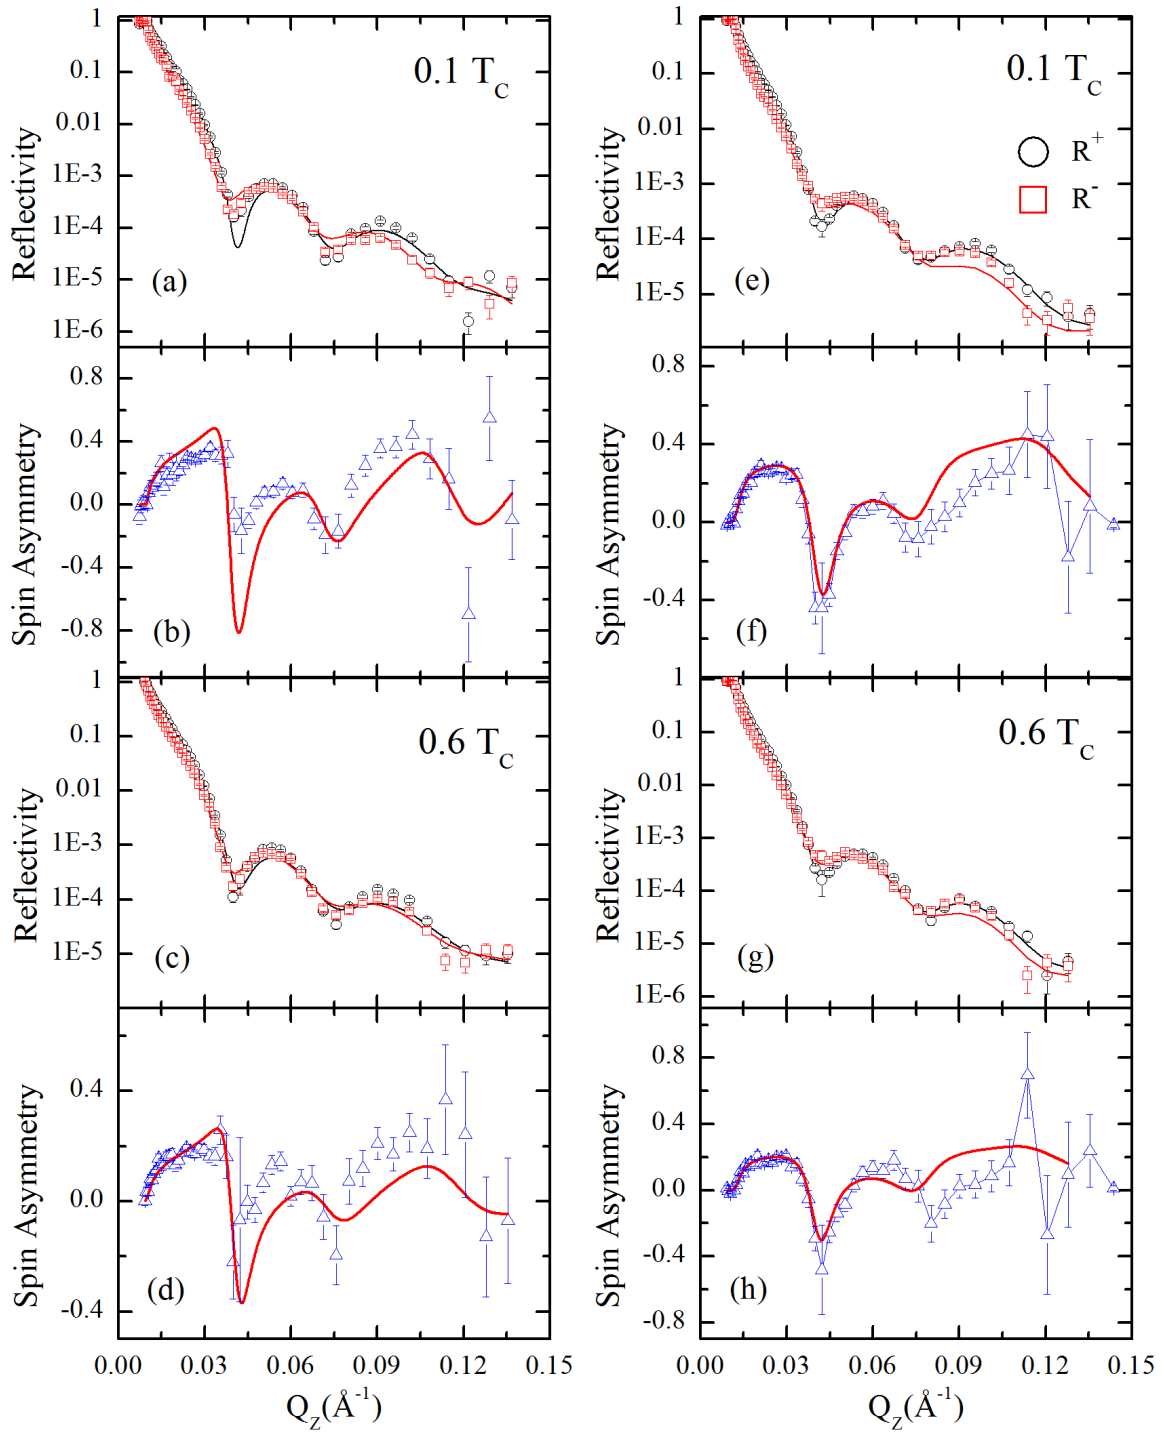 1
0.1
0.01
1E-3
1E-4
1E-5
1E-6
Reflectivity
0.1 T_C
(a)
0.8
0.4
0.0
-0.4
-0.8
Spin Asymmetry
(b)
1
0.1
0.01
1E-3
1E-4
1E-5
Reflectivity
0.6 T_C
(c)
0.4
0.0
-0.4
Spin Asymmetry
(d)
0.00 0.03 0.06 0.09 0.12 0.15
Q_Z(Å^-1)
1
0.1
0.01
1E-3
1E-4
1E-5
Reflectivity
0.1 T_C
R^+
R^-
(e)
0.8
0.4
0.0
-0.4
Spin Asymmetry
(f)
1
0.1
0.01
1E-3
1E-4
1E-5
1E-6
Reflectivity
0.6 T_C
(g)
0.8
0.4
0.0
-0.4
-0.8
Spin Asymmetry
(h)
0.00 0.03 0.06 0.09 0.12 0.15
Q_Z(Å^-1)